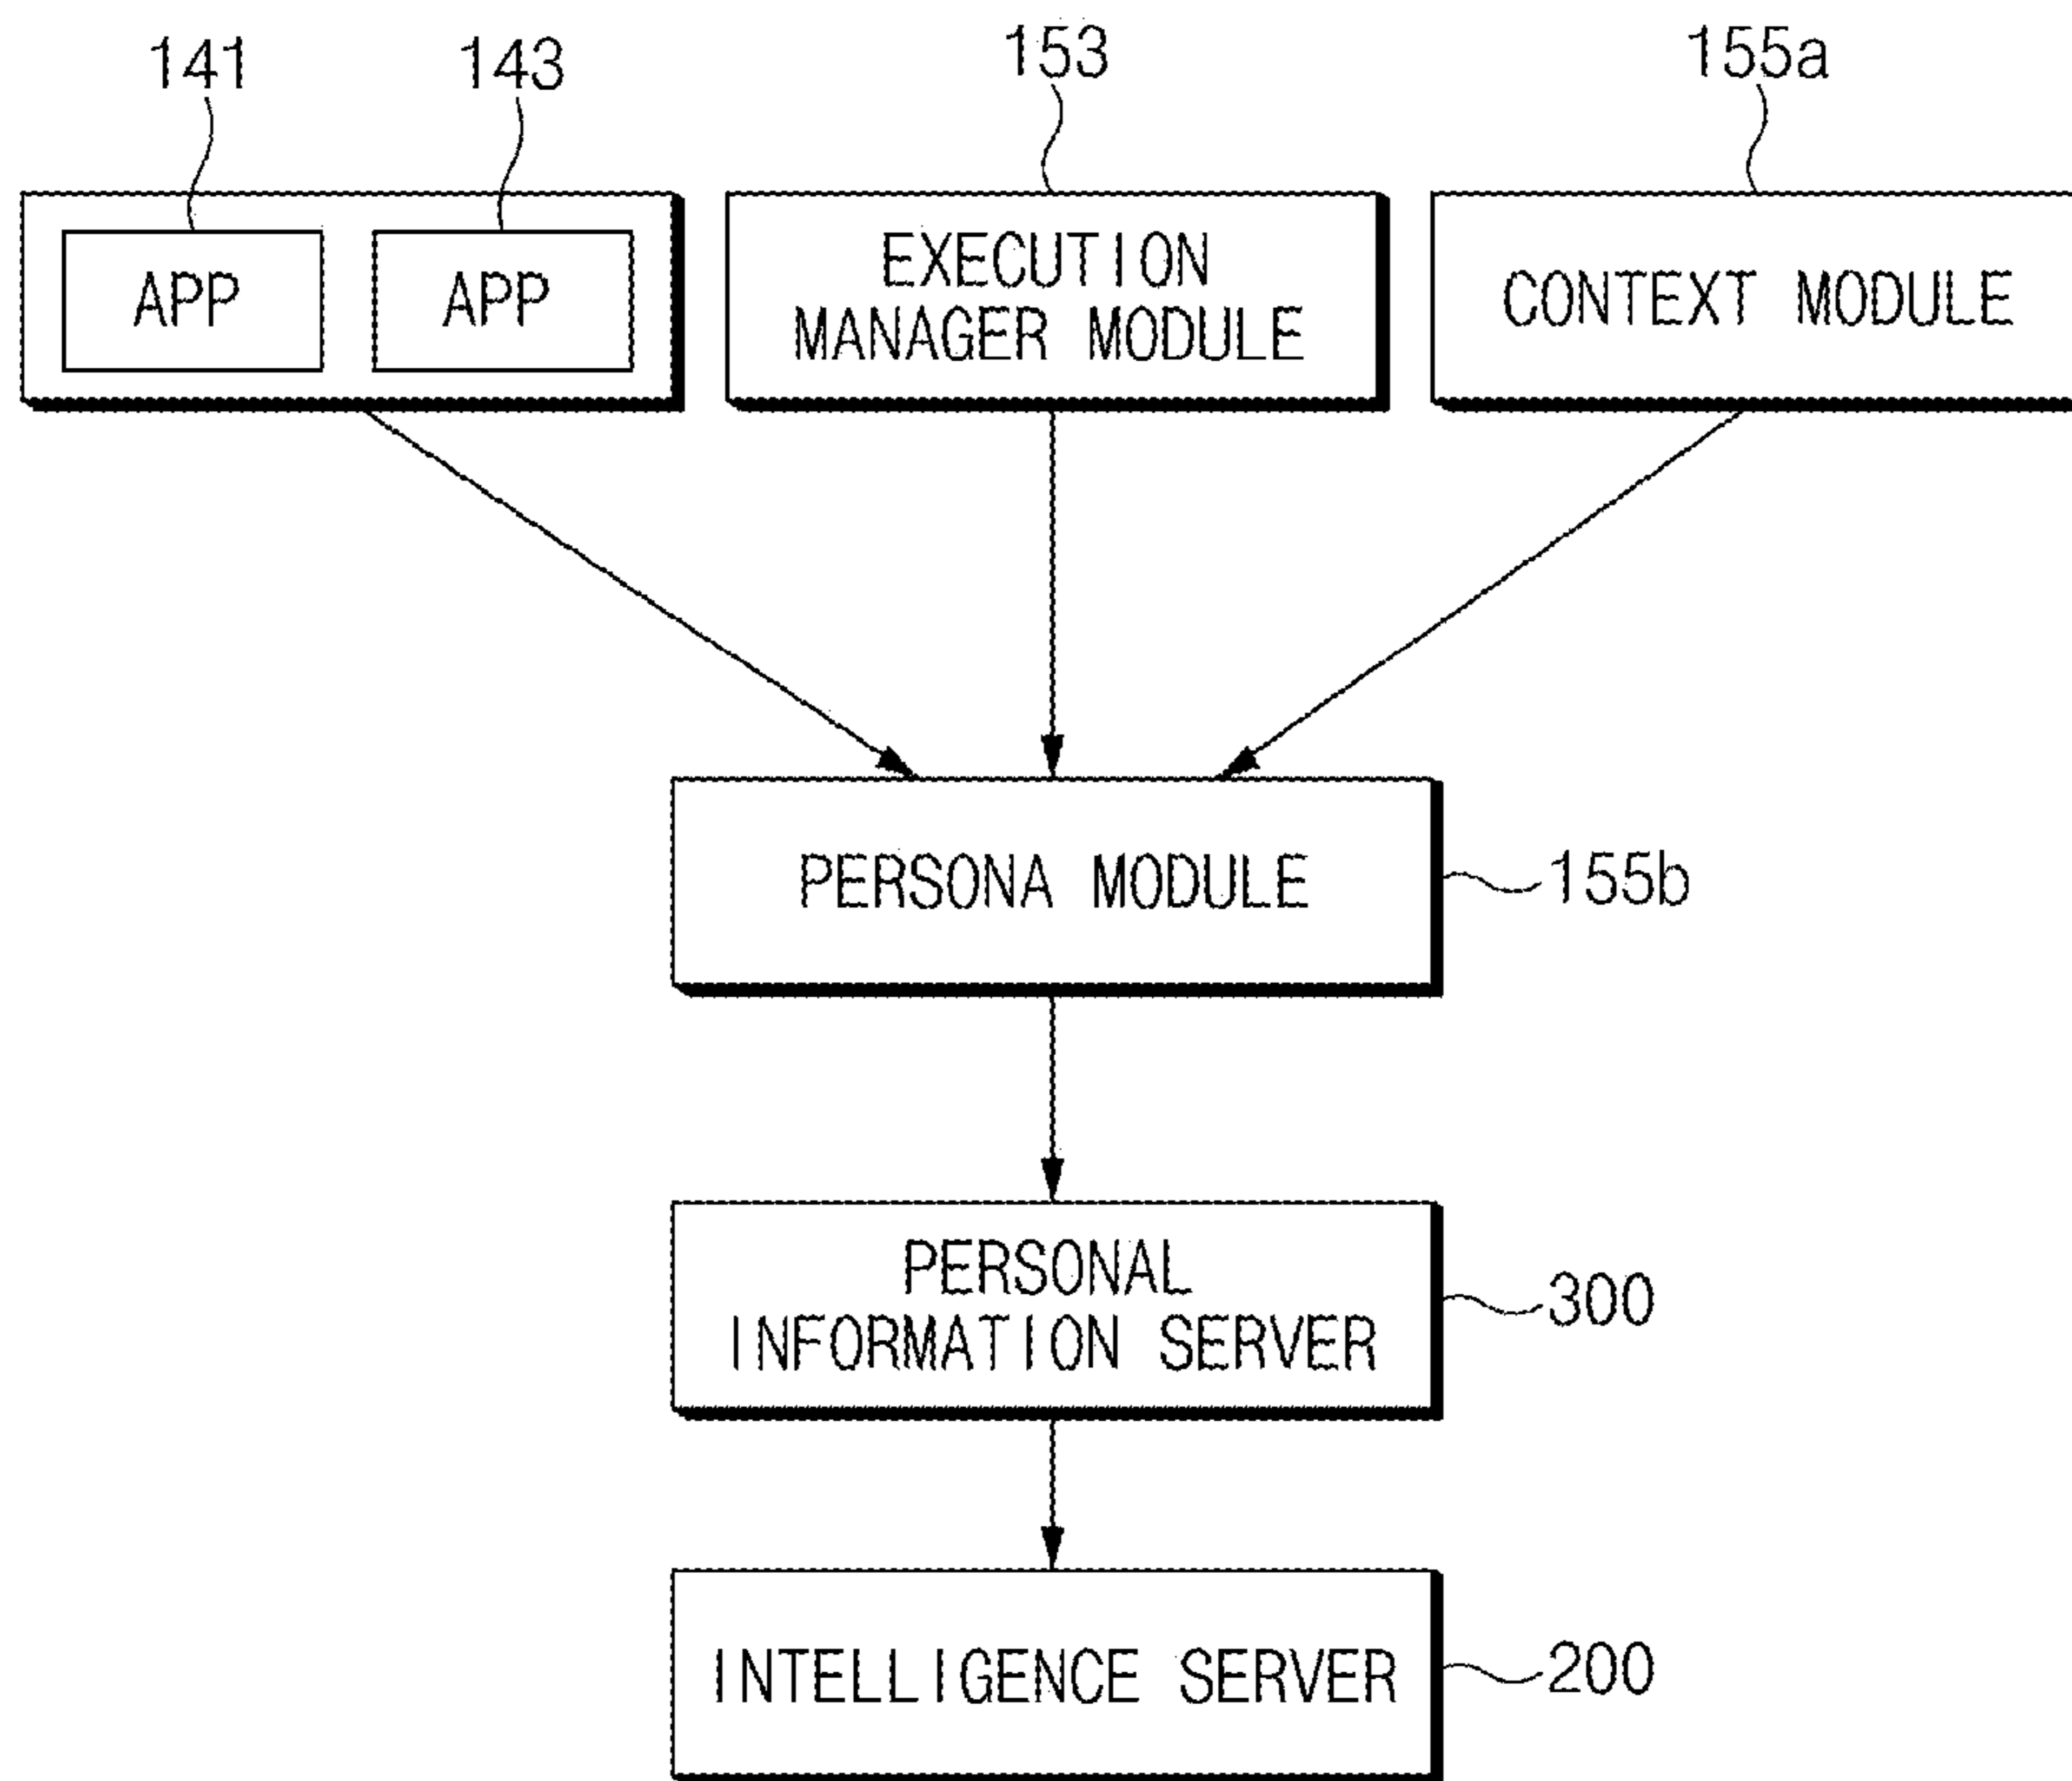 141
143
153
155a
APP
APP
EXECUTION
MANAGER MODULE
CONTEXT MODULE
PERSONA MODULE
155b
PERSONAL
INFORMATION SERVER
300
INTELLIGENCE SERVER
200